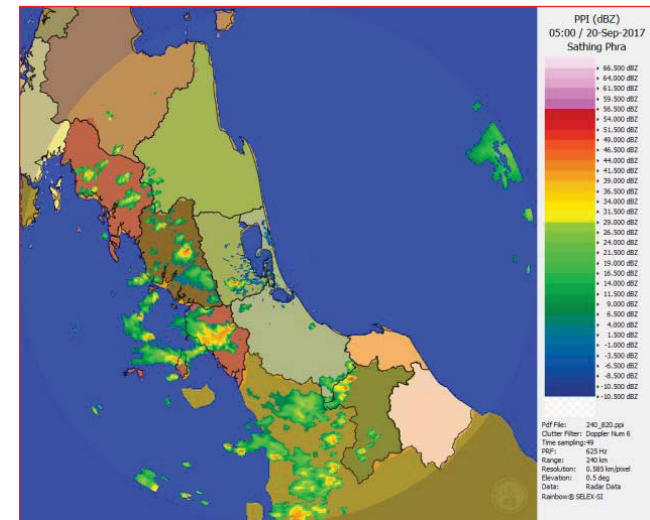 PPI (dBZ)
05:00 / 20-Sep-2017
Sathing Phra
66.500 dBZ
64.000 dBZ
61.500 dBZ
59.500 dBZ
56.500 dBZ
54.000 dBZ
51.500 dBZ
49.000 dBZ
46.500 dBZ
44.000 dBZ
41.500 dBZ
39.000 dBZ
36.500 dBZ
34.000 dBZ
31.500 dBZ
29.000 dBZ
26.500 dBZ
24.000 dBZ
21.500 dBZ
19.000 dBZ
16.500 dBZ
14.000 dBZ
11.500 dBZ
9.000 dBZ
6.500 dBZ
4.000 dBZ
1.500 dBZ
-1.000 dBZ
-3.500 dBZ
-6.500 dBZ
-8.500 dBZ
-10.500 dBZ
-10.500 dBZ
Pdf File: 240_820.ppi
Clutter Filter: Doppler Num 6
Time sampling:49
PRF: 625 Hz
Range: 240 km
Resolution: 0.585 km/pixel
Elevation: 0.5 deg
Data: Radar Data
Rainbow® SELEX-SI